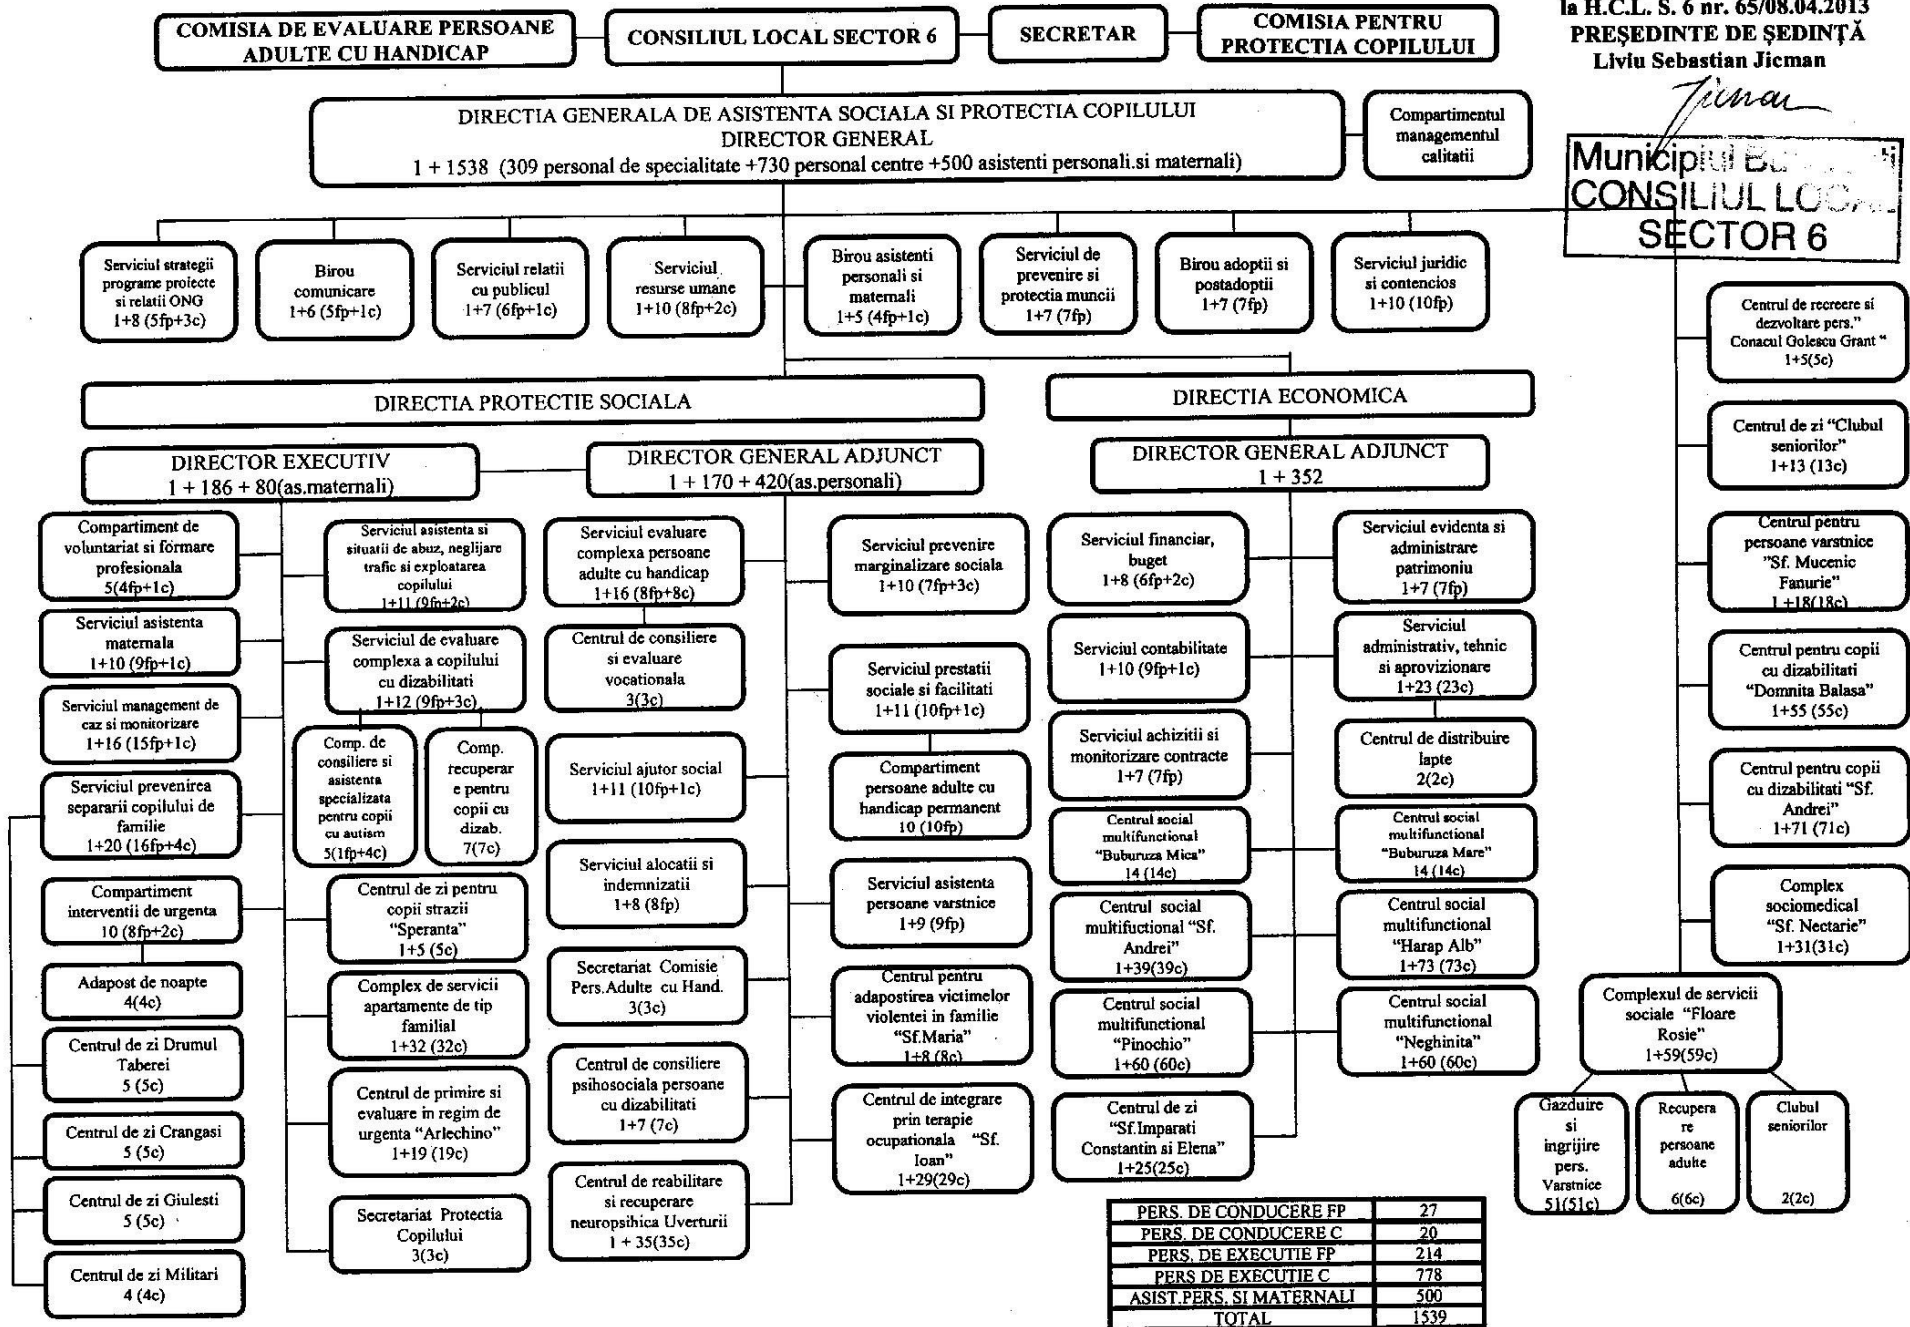 la H.C.L. S. 6 nr. 65/08.04.2013
PREȘEDINTE DE ȘEDINȚĂ
Liviu Sebastian Jicman
Municipiul
CONSILIUL LOCAL
SECTOR 6
COMISIA DE EVALUARE PERSOANE
ADULTE CU HANDICAP
CONSILIUL LOCAL SECTOR 6
SECRETAR
COMISIA PENTRU
PROTECTIA COPILULUI
DIRECTIA GENERALA DE ASISTENTA SOCIALA SI PROTECTIA COPILULUI
DIRECTOR GENERAL
1 + 1538 (309 personal de specialitate +730 personal centre +500 asistenti personali.si maternali)
Compartimentul
managementul
calitatii
Serviciul strategii
programe proiecte
si relatii ONG
1+8 (5fp+3c)
Birou
comunicare
1+6 (5fp+1c)
Serviciul relatii
cu publicul
1+7 (6fp+1c)
Serviciul
resurse umane
1+10 (8fp+2c)
Birou asistenti
personali si
maternali
1+5 (4fp+1c)
Serviciul de
prevenire si
protectia muncii
1+7 (7fp)
Birou adoptii si
postadoptii
1+7 (7fp)
Serviciul juridic
si contencios
1+10 (10fp)
Centrul de recreere si
dezvoltare pers."
Conacul Golescu Grant "
1+5(5c)
Centrul de zi "Clubul
seniorilor"
1+13 (13c)
Centrul pentru
persoane varstnice
"Sf. Mucenic
Fanurie"
1+18(18c)
Centrul pentru copii
cu dizabilitati
"Domnita Balasa"
1+55 (55c)
Centrul pentru copii
cu dizabilitati "Sf.
Andrei"
1+71 (71c)
Complex
sociomedical
"Sf. Nectarie"
1+31(31c)
Complexul de servicii
sociale "Floare
Rosie"
1+59(59c)
Gazduire
si
ingrijire
pers.
Varstnice
51(51c)
Recupera
re
persoane
adulte
6(6c)
Clubul
seniorilor
2(2c)
DIRECTIA PROTECTIE SOCIALA
DIRECTIA ECONOMICA
DIRECTOR EXECUTIV
1 + 186 + 80(as.maternali)
DIRECTOR GENERAL ADJUNCT
1 + 170 + 420(as.personali)
DIRECTOR GENERAL ADJUNCT
1 + 352
Compartiment de
voluntariat si formare
profesionala
5(4fp+1c)
Serviciul asistenta
maternala
1+10 (9fp+1c)
Serviciul management de
caz si monitorizare
1+16 (15fp+1c)
Serviciul prevenirea
separarii copilului de
familie
1+20 (16fp+4c)
Compartiment
interventii de urgenta
10 (8fp+2c)
Adapost de noapte
4(4c)
Centrul de zi Drumul
Taberei
5 (5c)
Centrul de zi Crangasi
5 (5c)
Centrul de zi Giulesti
5 (5c)
Centrul de zi Militari
4 (4c)
Serviciul asistenta si
situatii de abuz, neglijare
trafic si exploatarea
copilului
1+11 (9fp+2c)
Serviciul de evaluare
complexa a copilului
cu dizabilitati
1+12 (9fp+3c)
Comp. de
consiliere si
asistenta
specializata
pentru copii
cu autism
5(1fp+4c)
Comp.
recuperar
e pentru
copii cu
dizab.
7(7c)
Centrul de zi pentru
copii strazii
"Speranta"
1+5 (5c)
Complex de servicii
apartamente de tip
familial
1+32 (32c)
Centrul de primire si
evaluare in regim de
urgenta "Arlechino"
1+19 (19c)
Secretariat Protectia
Copilului
3(3c)
Serviciul evaluare
complexa persoane
adulte cu handicap
1+16 (8fp+8c)
Centrul de consiliere
si evaluare
vocationala
3(3c)
Serviciul ajutor social
1+11 (10fp+1c)
Serviciul alocatii si
indemnizatii
1+8 (8fp)
Secretariat Comisie
Pers.Adulte cu Hand.
3(3c)
Centrul de consiliere
psihosociala persoane
cu dizabilitati
1+7 (7c)
Centrul de reabilitare
si recuperare
neuropsihica Uverturii
1 + 35(35c)
Serviciul prevenire
marginalizare sociala
1+10 (7fp+3c)
Serviciul prestatii
sociale si facilitati
1+11 (10fp+1c)
Compartiment
persoane adulte cu
handicap permanent
10 (10fp)
Serviciul asistenta
persoane varstnice
1+9 (9fp)
Centrul pentru
adapostirea victimelor
violentei in familie
"Sf.Maria"
1+8 (8c)
Centrul de integrare
prin terapie
ocupationala "Sf.
Ioan"
1+29(29c)
Serviciul financiar,
buget
1+8 (6fp+2c)
Serviciul contabilitate
1+10 (9fp+1c)
Serviciul achizitii si
monitorizare contracte
1+7 (7fp)
Centrul social
multifunctional
"Buburuza Mica"
14 (14c)
Centrul social
multifuctional "Sf.
Andrei"
1+39(39c)
Centrul social
multifunctional
"Pinochio"
1+60 (60c)
Centrul de zi
"Sf.Imparati
Constantin si Elena"
1+25(25c)
Serviciul evidenta si
administrare
patrimoniu
1+7 (7fp)
Serviciul
administrativ, tehnic
si aprovizionare
1+23 (23c)
Centrul de distribuire
lapte
2(2c)
Centrul social
multifunctional
"Buburuza Mare"
14 (14c)
Centrul social
multifunctional
"Harap Alb"
1+73 (73c)
Centrul social
multifunctional
"Neghinita"
1+60 (60c)
PERS. DE CONDUCERE FP 27
PERS. DE CONDUCERE C 20
PERS. DE EXECUTIE FP 214
PERS DE EXECUTIE C 778
ASIST.PERS. SI MATERNALI 500
TOTAL 1539